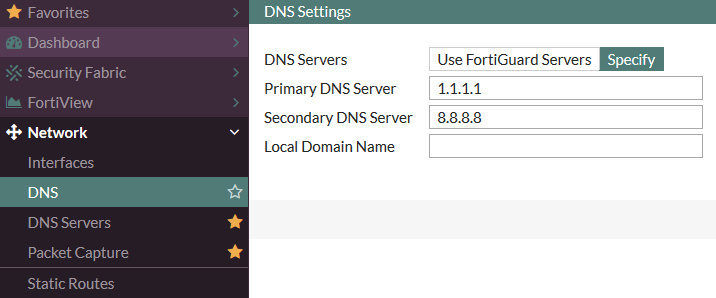 Favorites
Dashboard
Security Fabric
FortiView
Network
Interfaces
DNS
DNS Servers
Packet Capture
Static Routes
DNS Settings
DNS Servers Use FortiGuard Servers Specify
Primary DNS Server 1.1.1.1
Secondary DNS Server 8.8.8.8
Local Domain Name